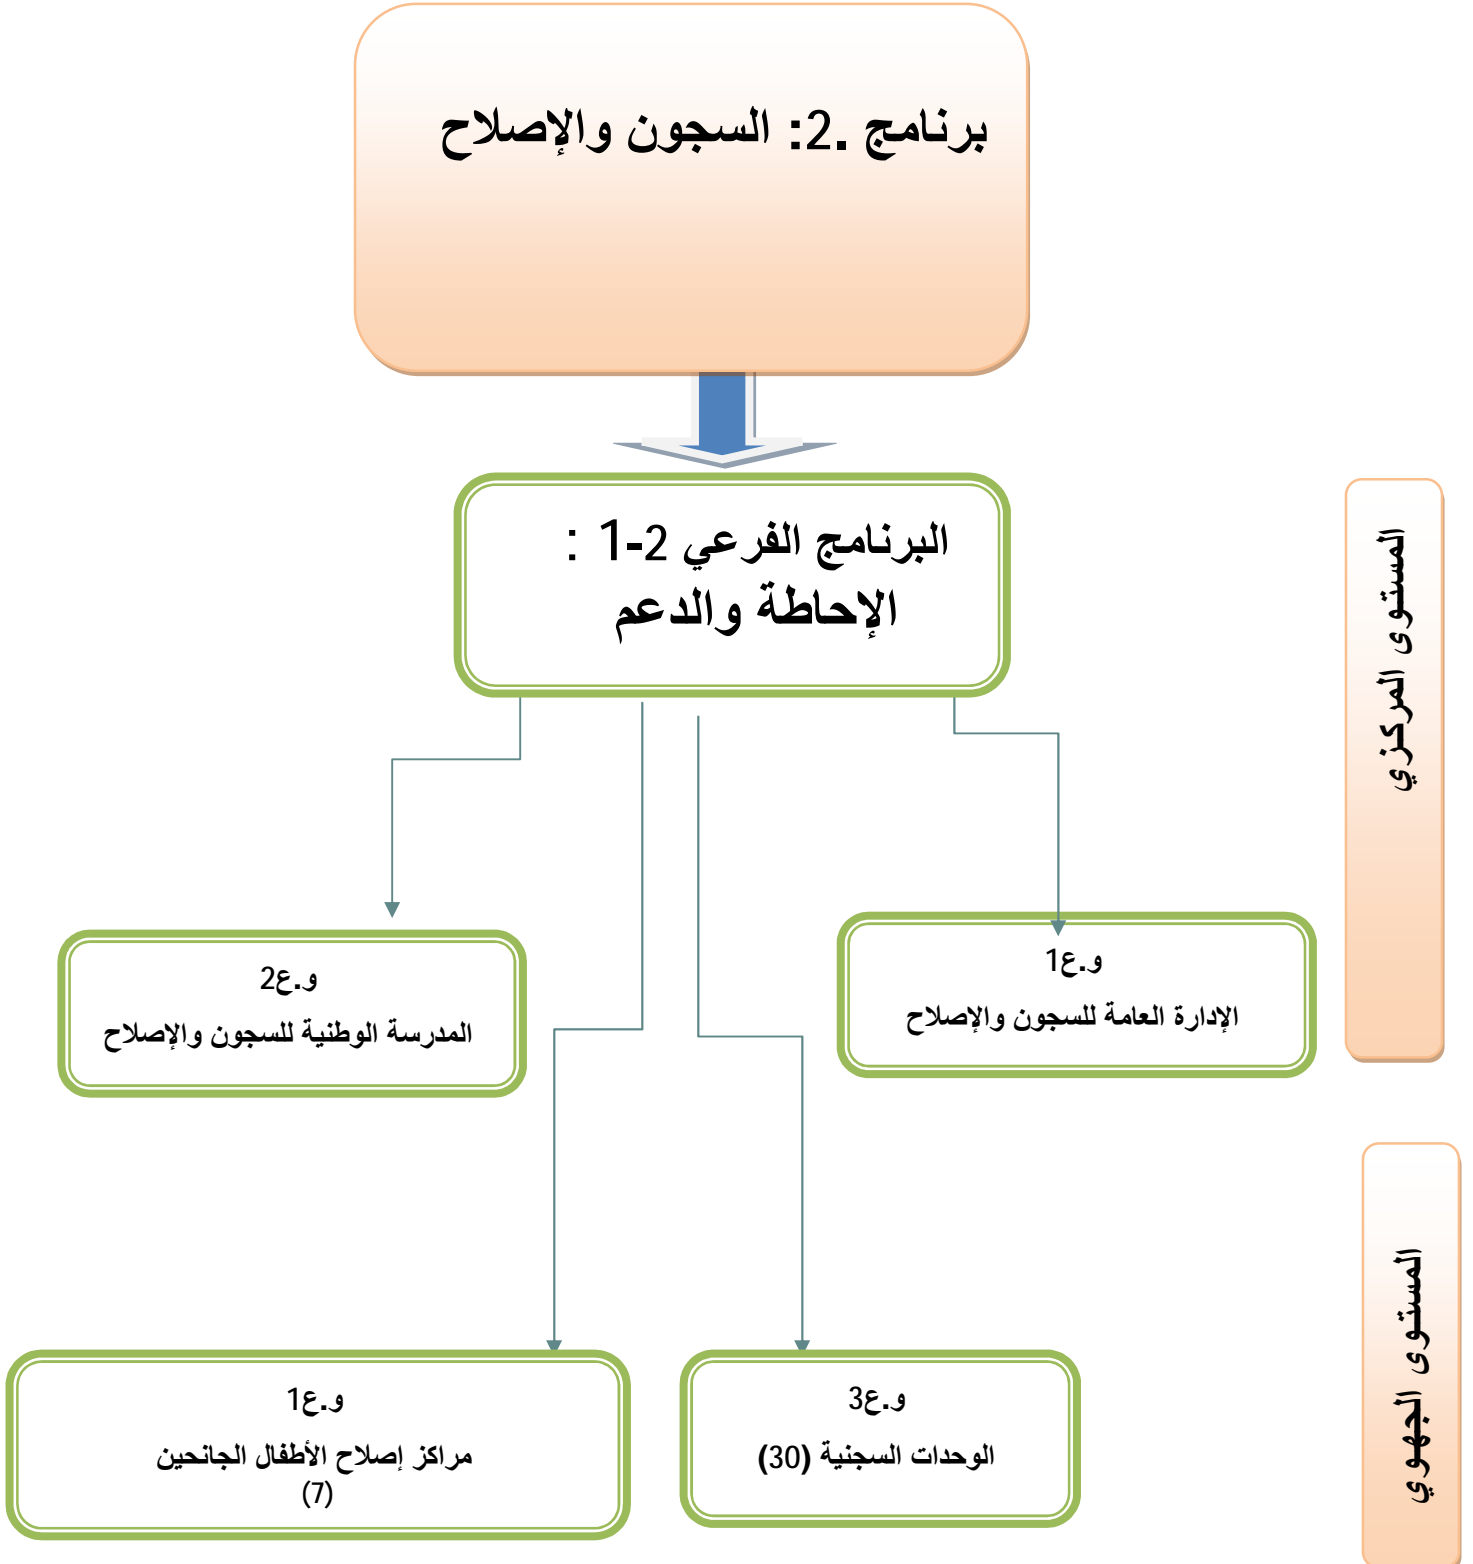 برنامج .2: السجون والإصلاح
البرنامج الفرعي 2-1 :
الإحاطة والدعم
المستوى المركزي
و.ع1
الإدارة العامة للسجون والإصلاح
و.ع2
المدرسة الوطنية للسجون والإصلاح
المستوى الجهوي
و.ع3
الوحدات السجنية (30)
و.ع1
مراكز إصلاح الأطفال الجانحين
(7)